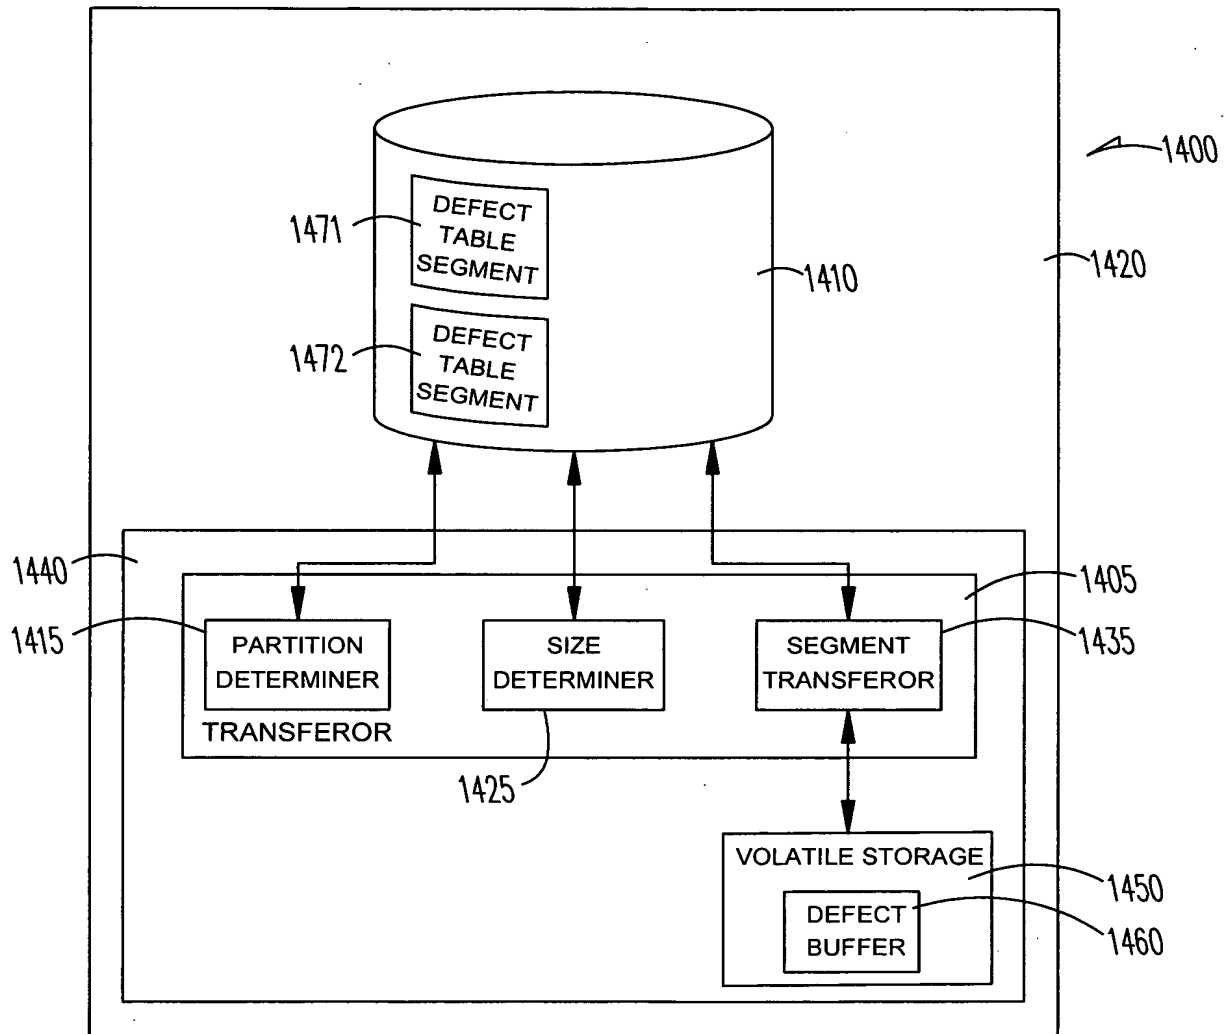 1400
1471
DEFECT
TABLE
SEGMENT
1420
1410
1472
DEFECT
TABLE
SEGMENT
1440
1405
1415
PARTITION
DETERMINER
SIZE
DETERMINER
SEGMENT
TRANSFEROR
1435
TRANSFEROR
1425
VOLATILE STORAGE
1450
DEFECT
BUFFER
1460